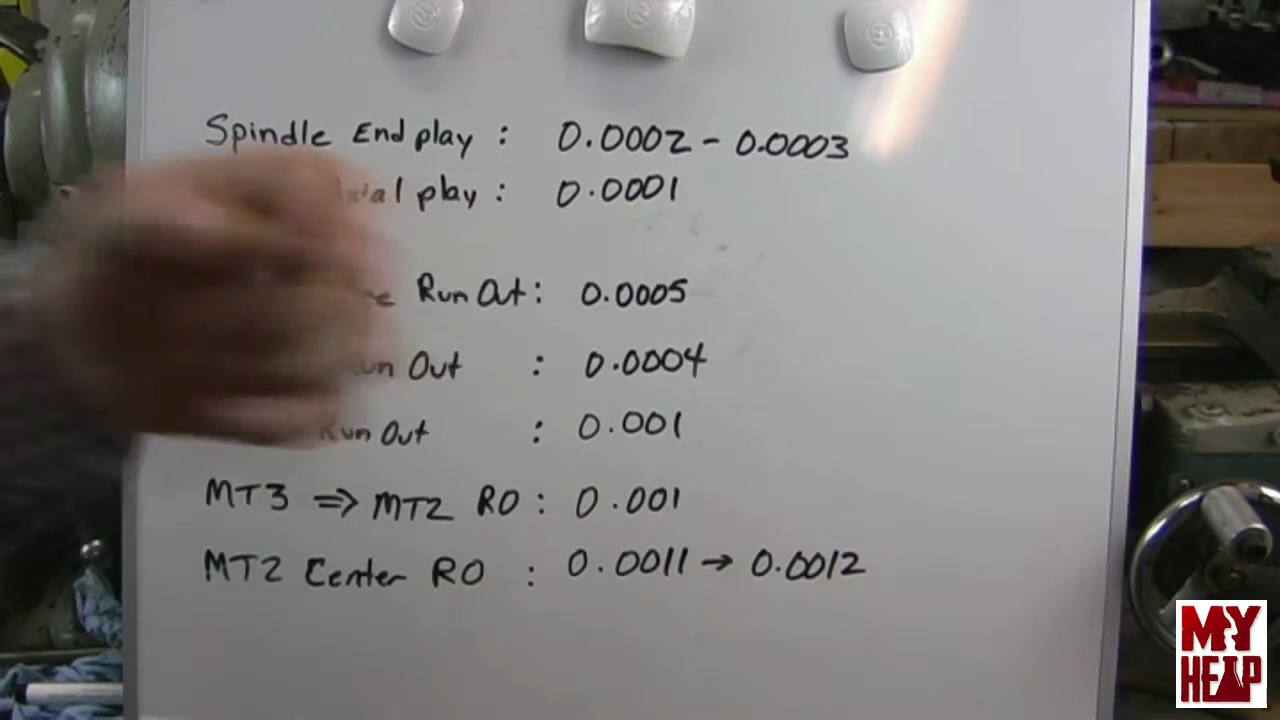 Spindle End play : 0.0002 - 0.0003
play : 0.0001
Run Out : 0.0005
Run Out : 0.0004
Run Out : 0.001
MT3 => MT2 RO : 0.001
MT2 Center RO : 0.0011 → 0.0012
MY
HEAP